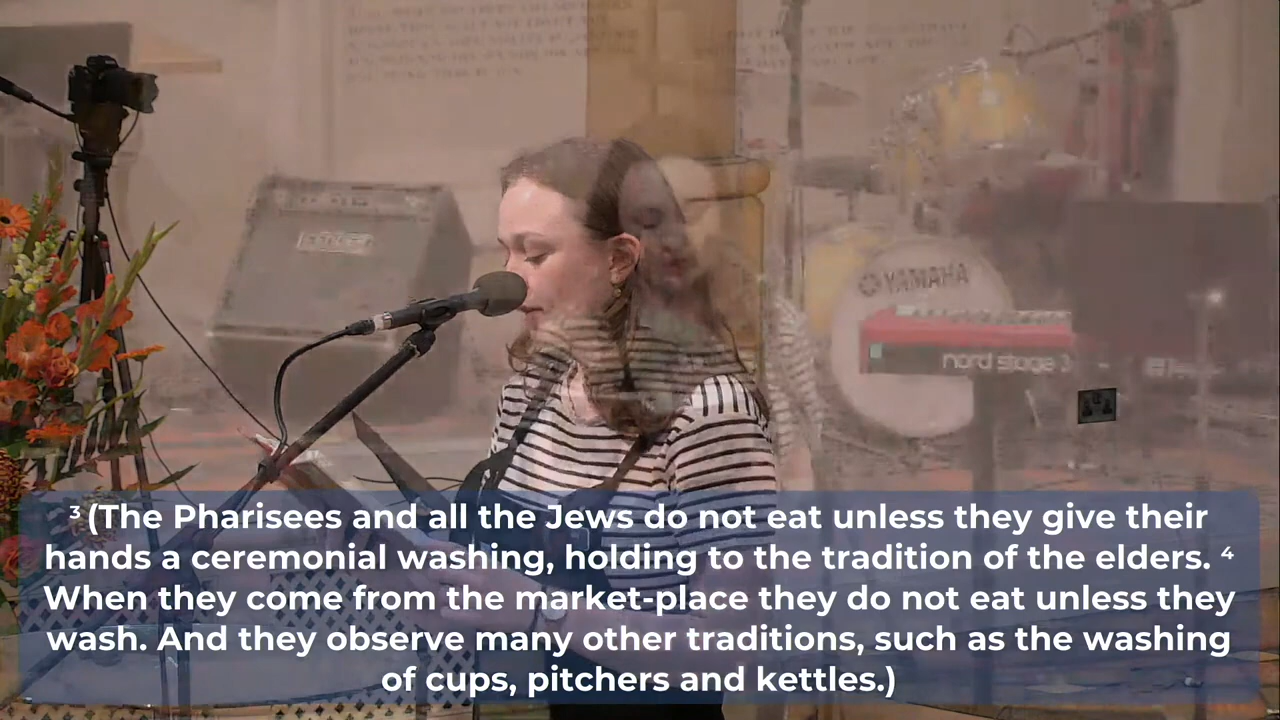 YAMAHA
nord stage 3
³ (The Pharisees and all the Jews do not eat unless they give their
hands a ceremonial washing, holding to the tradition of the elders. ⁴
When they come from the market-place they do not eat unless they
wash. And they observe many other traditions, such as the washing
of cups, pitchers and kettles.)